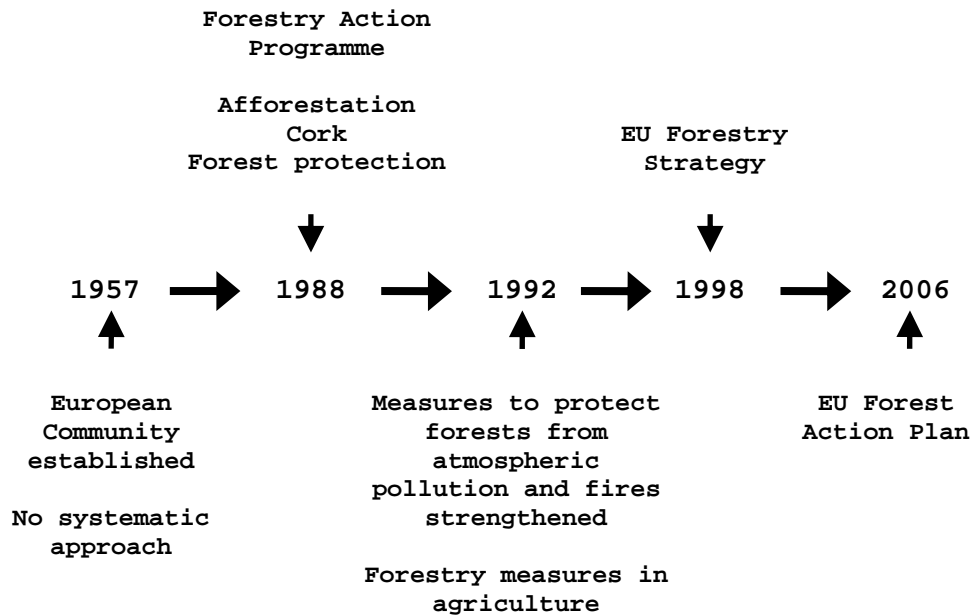 Forestry Action
Programme
Afforestation
Cork
Forest protection
EU Forestry
Strategy
1957
1988
1992
1998
2006
European
Community
established
No systematic
approach
Measures to protect
forests from
atmospheric
pollution and fires
strengthened
Forestry measures in
agriculture
EU Forest
Action Plan